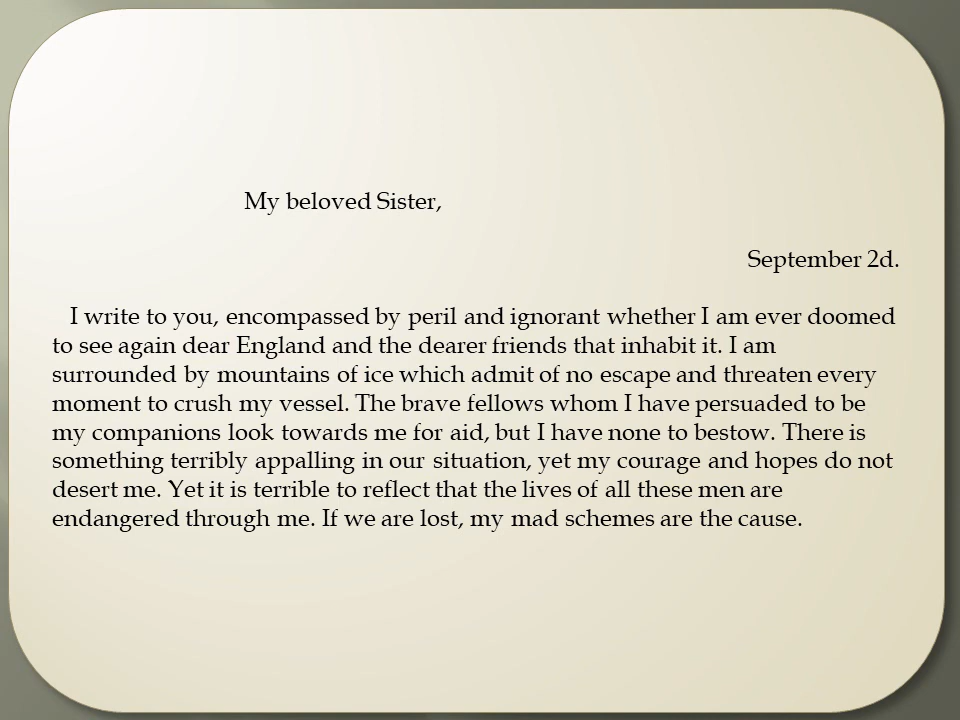 My beloved Sister,
September 2d.
I write to you, encompassed by peril and ignorant whether I am ever doomed
to see again dear England and the dearer friends that inhabit it. I am
surrounded by mountains of ice which admit of no escape and threaten every
moment to crush my vessel. The brave fellows whom I have persuaded to be
my companions look towards me for aid, but I have none to bestow. There is
something terribly appalling in our situation, yet my courage and hopes do not
desert me. Yet it is terrible to reflect that the lives of all these men are
endangered through me. If we are lost, my mad schemes are the cause.